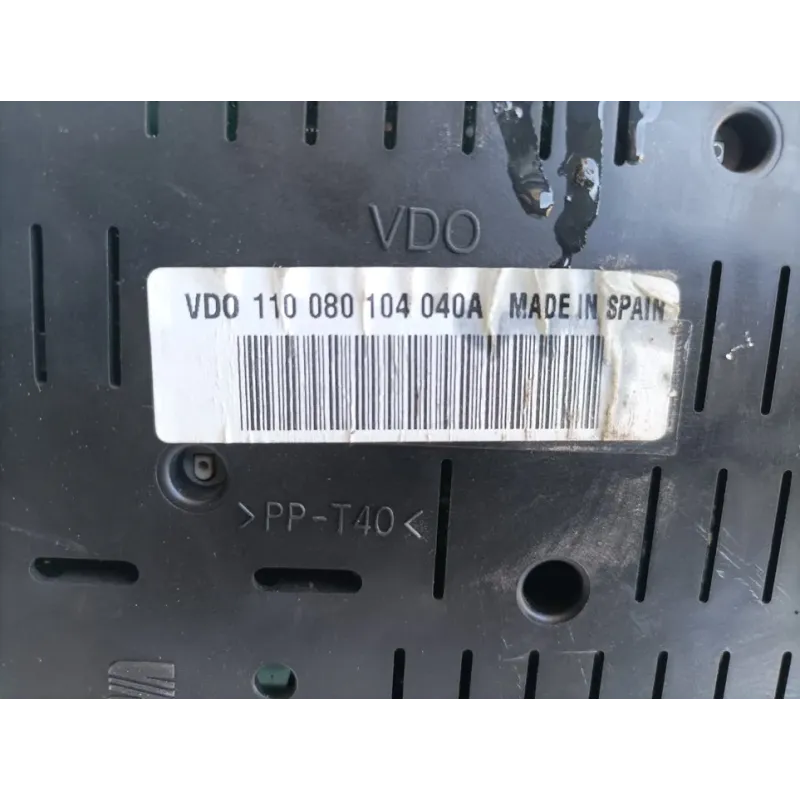 VDO
VDO 110 080 104 040A MADE IN SPAIN
>PP-T40<